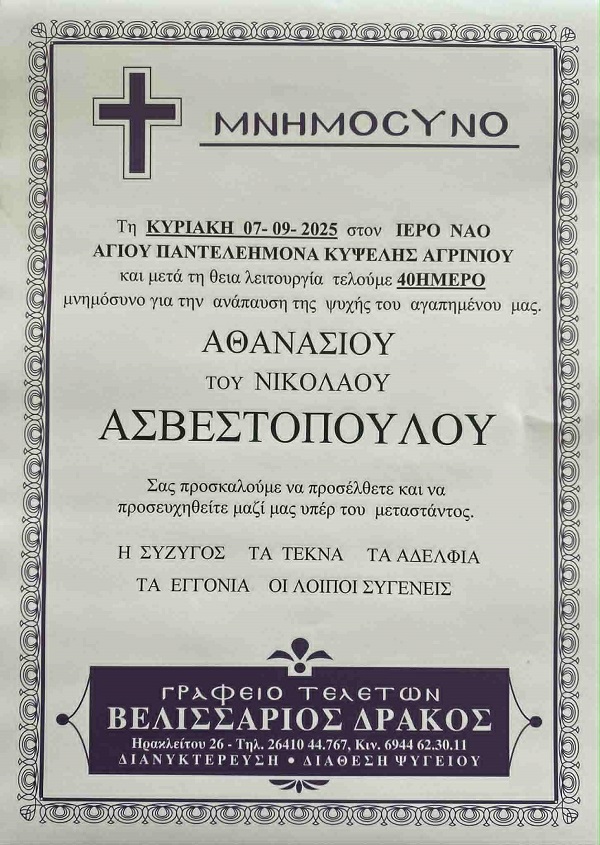 ΜΝΗΜΟСΥΝΟ
Τη ΚΥΡΙΑΚΗ 07- 09- 2025 στον ΙΕΡΟ ΝΑΟ
ΑΓΙΟΥ ΠΑΝΤΕΛΕΗΜΟΝΑ ΚΥΨΕΛΗΣ ΑΓΡΙΝΙΟΥ
και μετά τη θεια λειτουργία τελούμε 40ΗΜΕΡΟ
μνημόσυνο για την ανάπαυση της ψυχής του αγαπημένου μας.
ΑΘΑΝΑΣΙΟΥ
ΤΟΥ ΝΙΚΟΛΑΟΥ
ΑΣΒΕΣΤΟΠΟΥΛΟΥ
Σας προσκαλούμε να προσέλθετε και να
προσευχηθείτε μαζί μας υπέρ του μεταστάντος.
Η ΣΥΖΥΓΟΣ ΤΑ ΤΕΚΝΑ ΤΑ ΑΔΕΛΦΙΑ
ΤΑ ΕΓΓΟΝΙΑ ΟΙ ΛΟΙΠΟΙ ΣΥΓΕΝΕΙΣ
ΓΡΑΦΕΙΟ ΤΕΛΕΤΩΝ
ΒΕΛΙΣΣΑΡΙΟΣ ΔΡΑΚΟΣ
Ηρακλείτου 26 - Τηλ. 26410 44.767, Κιν. 6944 62.30.11
ΔΙΑΝΥΚΤΕΡΕΥΣΗ • ΔΙΑΘΕΣΗ ΨΥΓΕΙΟΥ